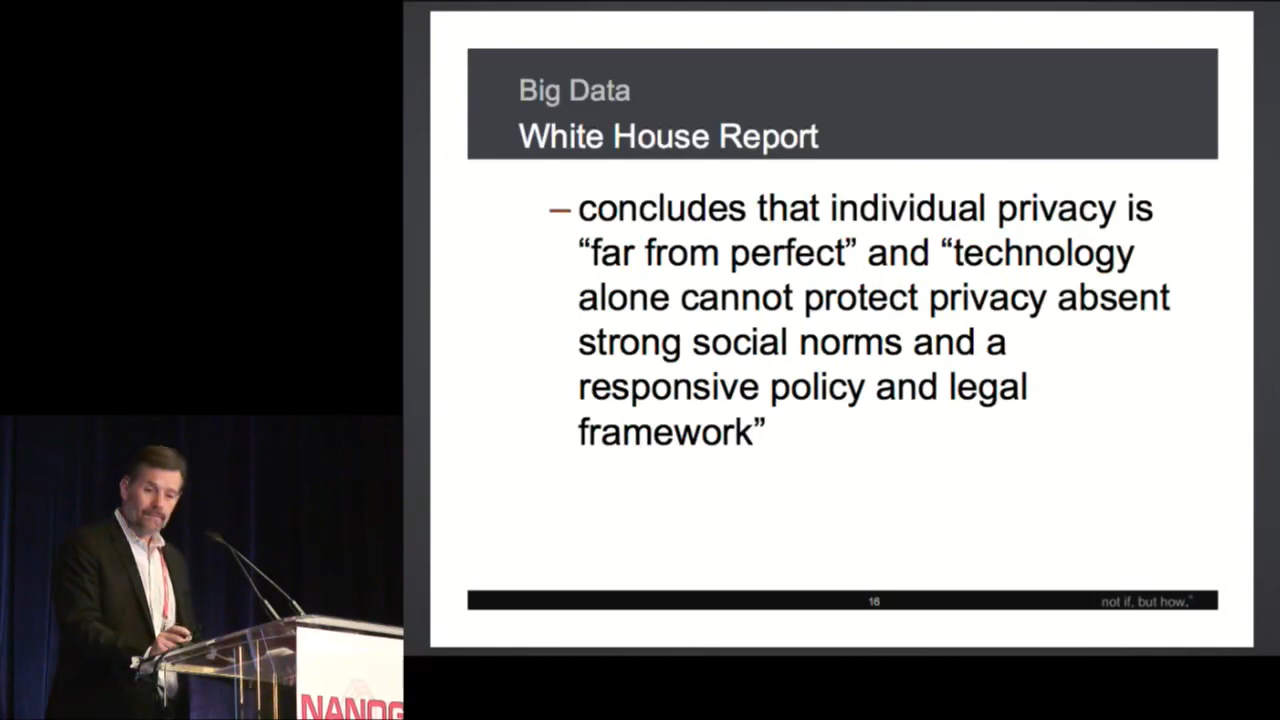 Big Data
White House Report
– concludes that individual privacy is
“far from perfect” and “technology
alone cannot protect privacy absent
strong social norms and a
responsive policy and legal
framework”
16
not if, but how.™
NANOG